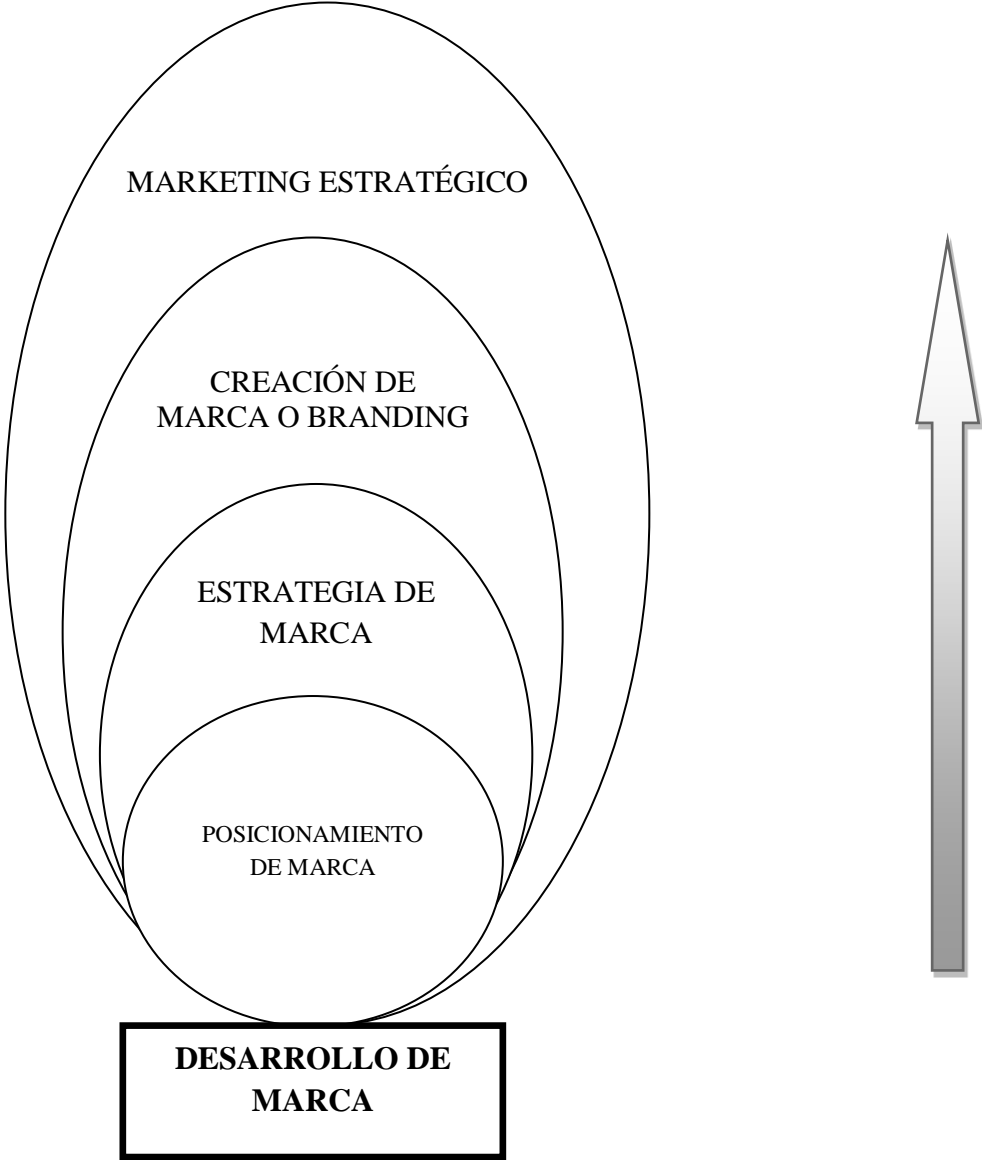 MARKETING ESTRATÉGICO
CREACIÓN DE
MARCA O BRANDING
ESTRATEGIA DE
MARCA
POSICIONAMIENTO
DE MARCA
DESARROLLO DE
MARCA